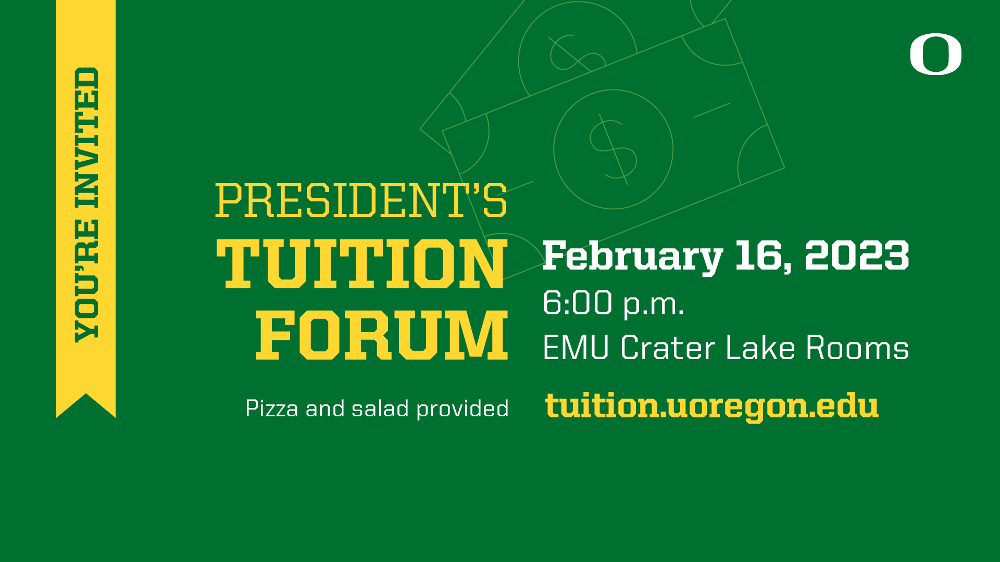 YOU'RE INVITED
PRESIDENT'S
TUITION
FORUM
Pizza and salad provided
February 16, 2023
6:00 p.m.
EMU Crater Lake Rooms
tuition.uoregon.edu
O